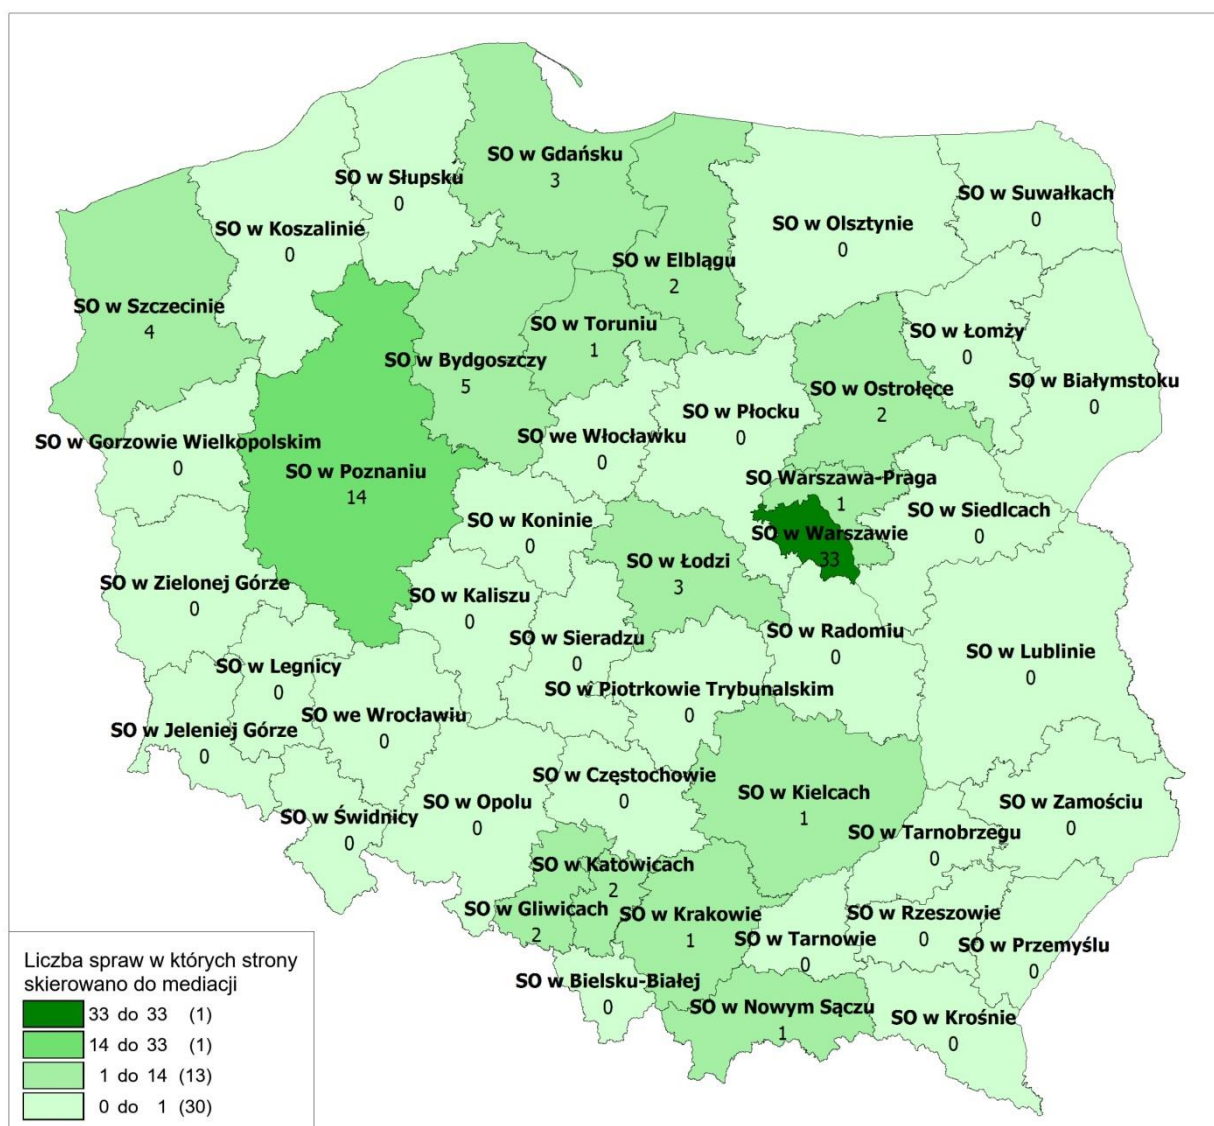 SO w Gdańsku
3
SO w Słupsku
0
SO w Suwałkach
0
SO w Koszalinie
0
SO w Olsztynie
0
SO w Elblągu
2
SO w Szczecinie
4
SO w Toruniu
1
SO w Łomży
0
SO w Bydgoszczy
5
SO w Ostrołęce
2
SO w Białymstoku
0
SO w Płocku
0
SO w Gorzowie Wielkopolskim
0
SO we Włocławku
0
SO w Poznaniu
14
SO Warszawa-Praga
1
SO w Siedlcach
0
SO w Koninie
0
SO w Warszawie
33
SO w Łodzi
3
SO w Zielonej Górze
0
SO w Kaliszu
0
SO w Sieradzu
0
SO w Radomiu
0
SO w Lublinie
0
SO w Legnicy
0
SO w Piotrkowie Trybunalskim
0
SO we Wrocławiu
0
SO w Jeleniej Górze
0
SO w Częstochowie
0
SO w Kielcach
1
SO w Opolu
0
SO w Zamościu
0
SO w Świdnicy
0
SO w Tarnobrzegu
0
SO w Katowicach
2
SO w Gliwicach
2
SO w Krakowie
1
SO w Rzeszowie
0
SO w Tarnowie
0
SO w Przemyślu
0
SO w Bielsku-Białej
0
SO w Nowym Sączu
1
SO w Krośnie
0
Liczba spraw w których strony
skierowano do mediacji
33 do 33 (1)
14 do 33 (1)
1 do 14 (13)
0 do 1 (30)